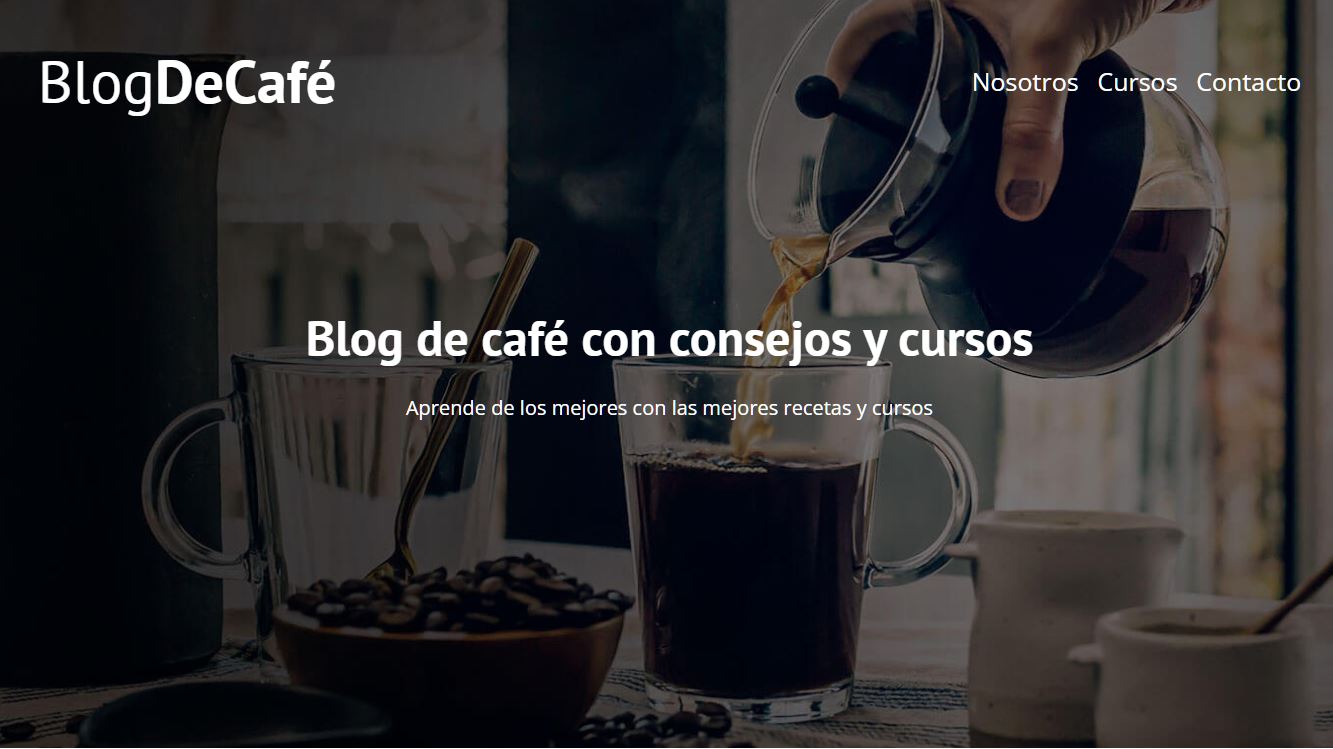 BlogDeCafé
Nosotros Cursos Contacto
Blog de café con consejos y cursos
Aprende de los mejores con las mejores recetas y cursos